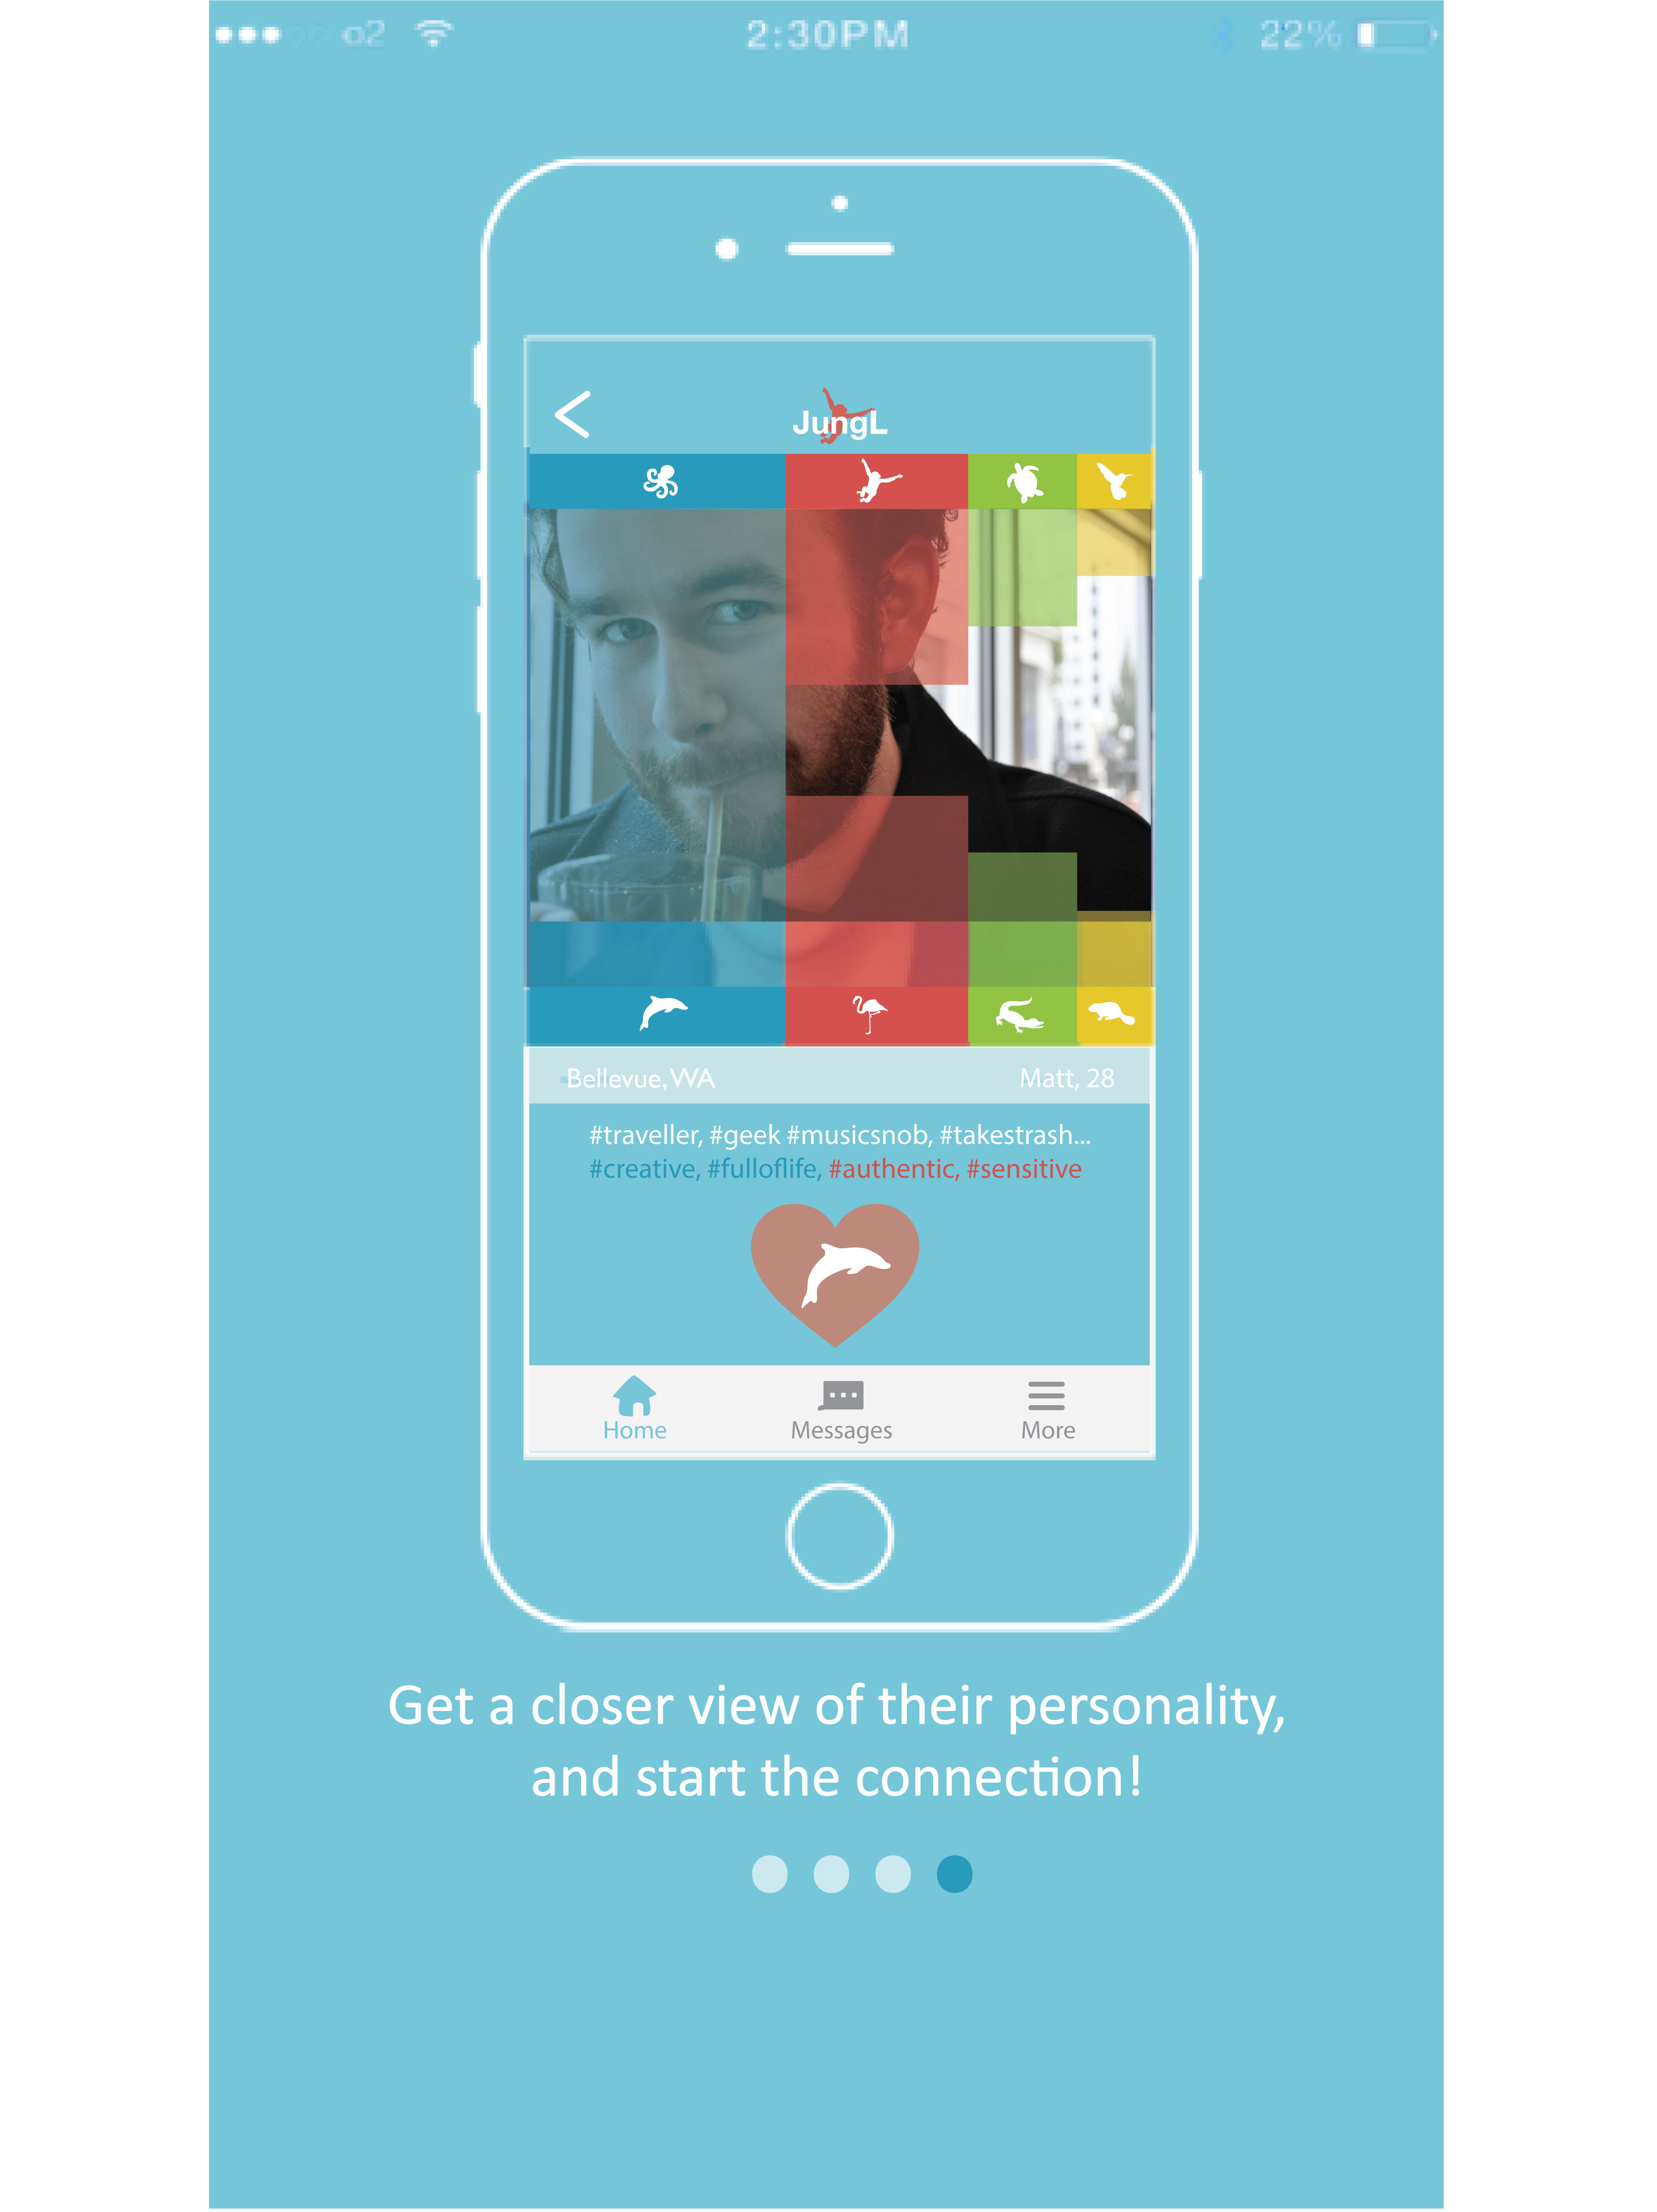 o2 2:30PM 22%
JungL
Bellevue, WA Matt, 28
#traveller, #geek #musicsnob, #takestrash...
#creative, #fulloflife, #authentic, #sensitive
Home Messages More
Get a closer view of their personality,
and start the connection!